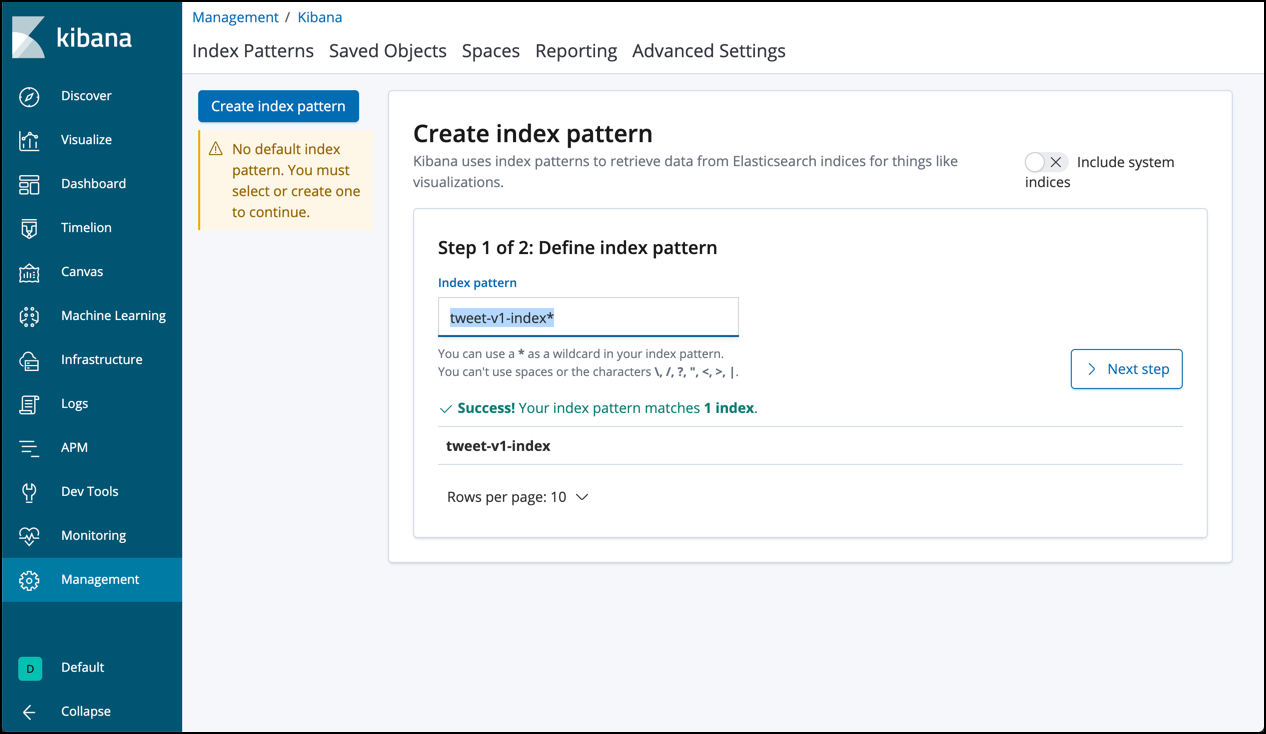 kibana
Discover
Visualize
Dashboard
Timelion
Canvas
Machine Learning
Infrastructure
Logs
APM
Dev Tools
Monitoring
Management
D Default
Collapse
Management / Kibana
Index Patterns Saved Objects Spaces Reporting Advanced Settings
Create index pattern
No default index
pattern. You must
select or create one
to continue.
Create index pattern
Kibana uses index patterns to retrieve data from Elasticsearch indices for things like
visualizations.
Include system
indices
Step 1 of 2: Define index pattern
Index pattern
tweet-v1-index*
You can use a * as a wildcard in your index pattern.
You can't use spaces or the characters \, /, ?, ", <, >, |.
Next step
Success! Your index pattern matches 1 index.
tweet-v1-index
Rows per page: 10